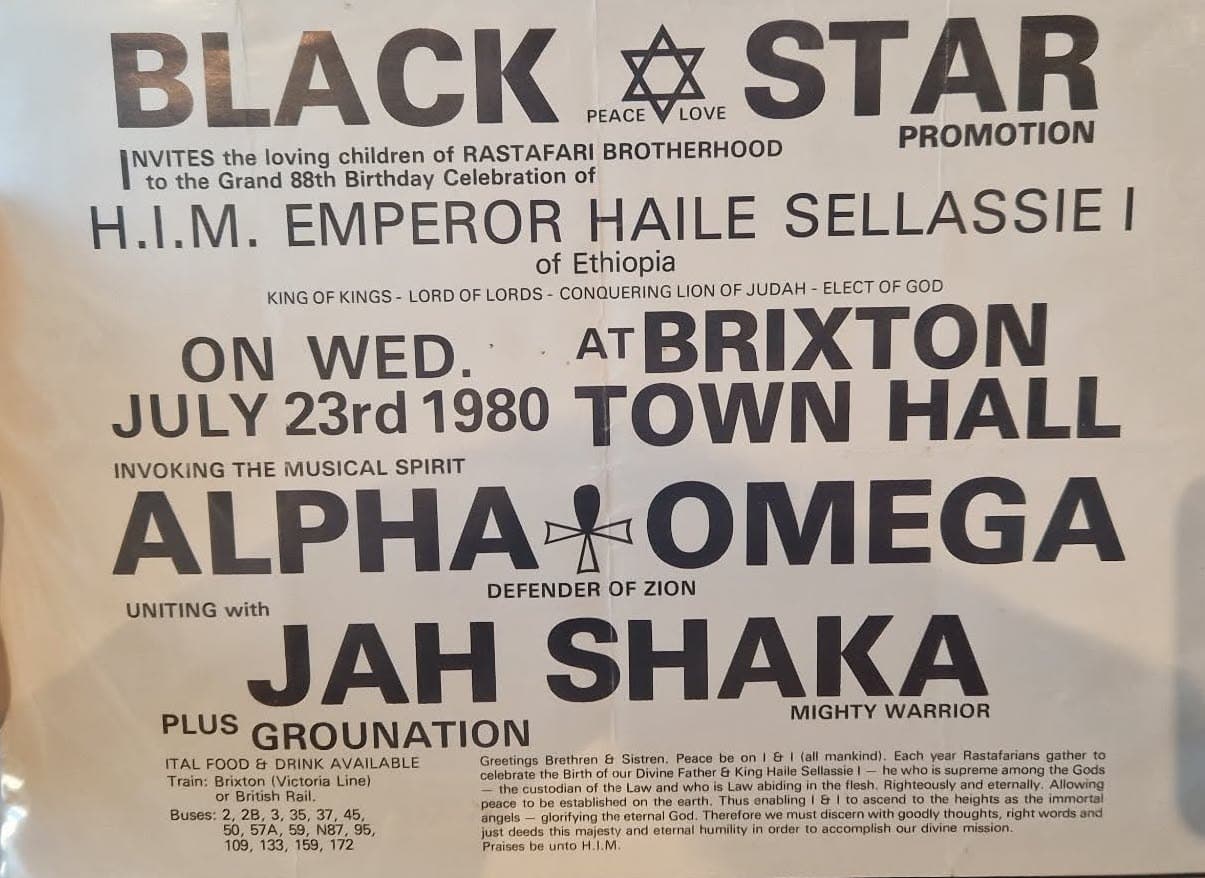 BLACK STAR
PEACE LOVE
PROMOTION
INVITES the loving children of RASTAFARI BROTHERHOOD
to the Grand 88th Birthday Celebration of
H.I.M. EMPEROR HAILE SELLASSIE I
of Ethiopia
KING OF KINGS - LORD OF LORDS - CONQUERING LION OF JUDAH - ELECT OF GOD
ON WED.
JULY 23rd 1980
AT BRIXTON
TOWN HALL
INVOKING THE MUSICAL SPIRIT
ALPHA OMEGA
DEFENDER OF ZION
UNITING with
JAH SHAKA
MIGHTY WARRIOR
PLUS GROUNATION
ITAL FOOD & DRINK AVAILABLE
Train: Brixton (Victoria Line)
or British Rail.
Buses: 2, 2B, 3, 35, 37, 45,
50, 57A, 59, N87, 95,
109, 133, 159, 172
Greetings Brethren & Sistren. Peace be on I & I (all mankind). Each year Rastafarians gather to
celebrate the Birth of our Divine Father & King Haile Sellassie I — he who is supreme among the Gods
— the custodian of the Law and who is Law abiding in the flesh. Righteously and eternally. Allowing
peace to be established on the earth. Thus enabling I & I to ascend to the heights as the immortal
angels — glorifying the eternal God. Therefore we must discern with goodly thoughts, right words and
just deeds this majesty and eternal humility in order to accomplish our divine mission.
Praises be unto H.I.M.